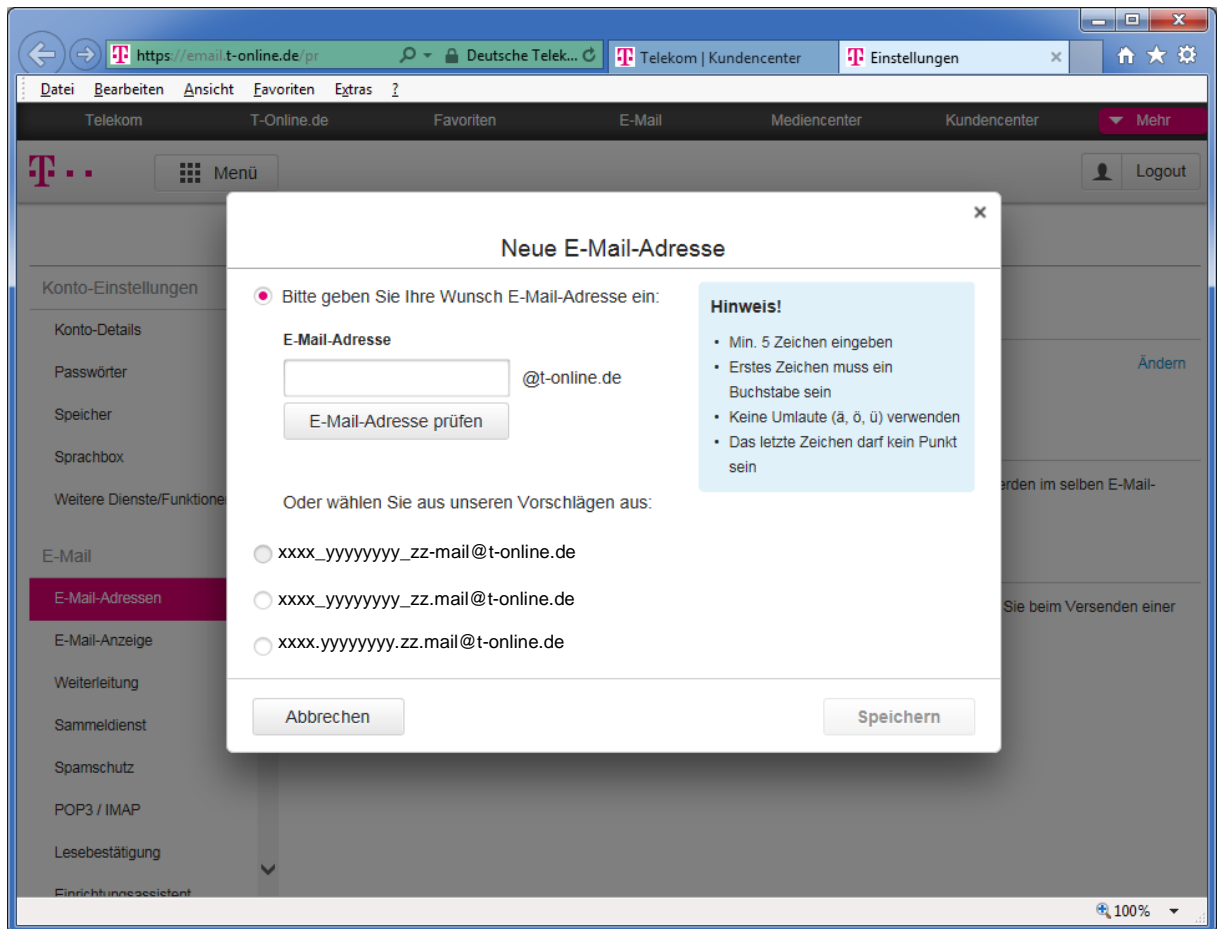 https://email.t-online.de/pr
Deutsche Telek...
Telekom | Kundencenter
Einstellungen
Datei Bearbeiten Ansicht Favoriten Extras ?
Telekom T-Online.de Favoriten E-Mail Mediencenter Kundencenter Mehr
T
Menü
Logout
Neue E-Mail-Adresse
Konto-Einstellungen
Konto-Details
Passwörter
Speicher
Sprachbox
Weitere Dienste/Funktione
E-Mail
E-Mail-Adressen
E-Mail-Anzeige
Weiterleitung
Sammeldienst
Spamschutz
POP3 / IMAP
Lesebestätigung
Einrichtungsassistent
Bitte geben Sie Ihre Wunsch E-Mail-Adresse ein:
E-Mail-Adresse
@t-online.de
E-Mail-Adresse prüfen
Hinweis!
• Min. 5 Zeichen eingeben
• Erstes Zeichen muss ein
Buchstabe sein
• Keine Umlaute (ä, ö, ü) verwenden
• Das letzte Zeichen darf kein Punkt
sein
Oder wählen Sie aus unseren Vorschlägen aus:
xxxx_yyyyyyyy_zz-mail@t-online.de
xxxx_yyyyyyyy_zz.mail@t-online.de
xxxx.yyyyyyyy.zz.mail@t-online.de
Abbrechen
Speichern
Ändern
erden im selben E-Mail-
Sie beim Versenden einer
100%